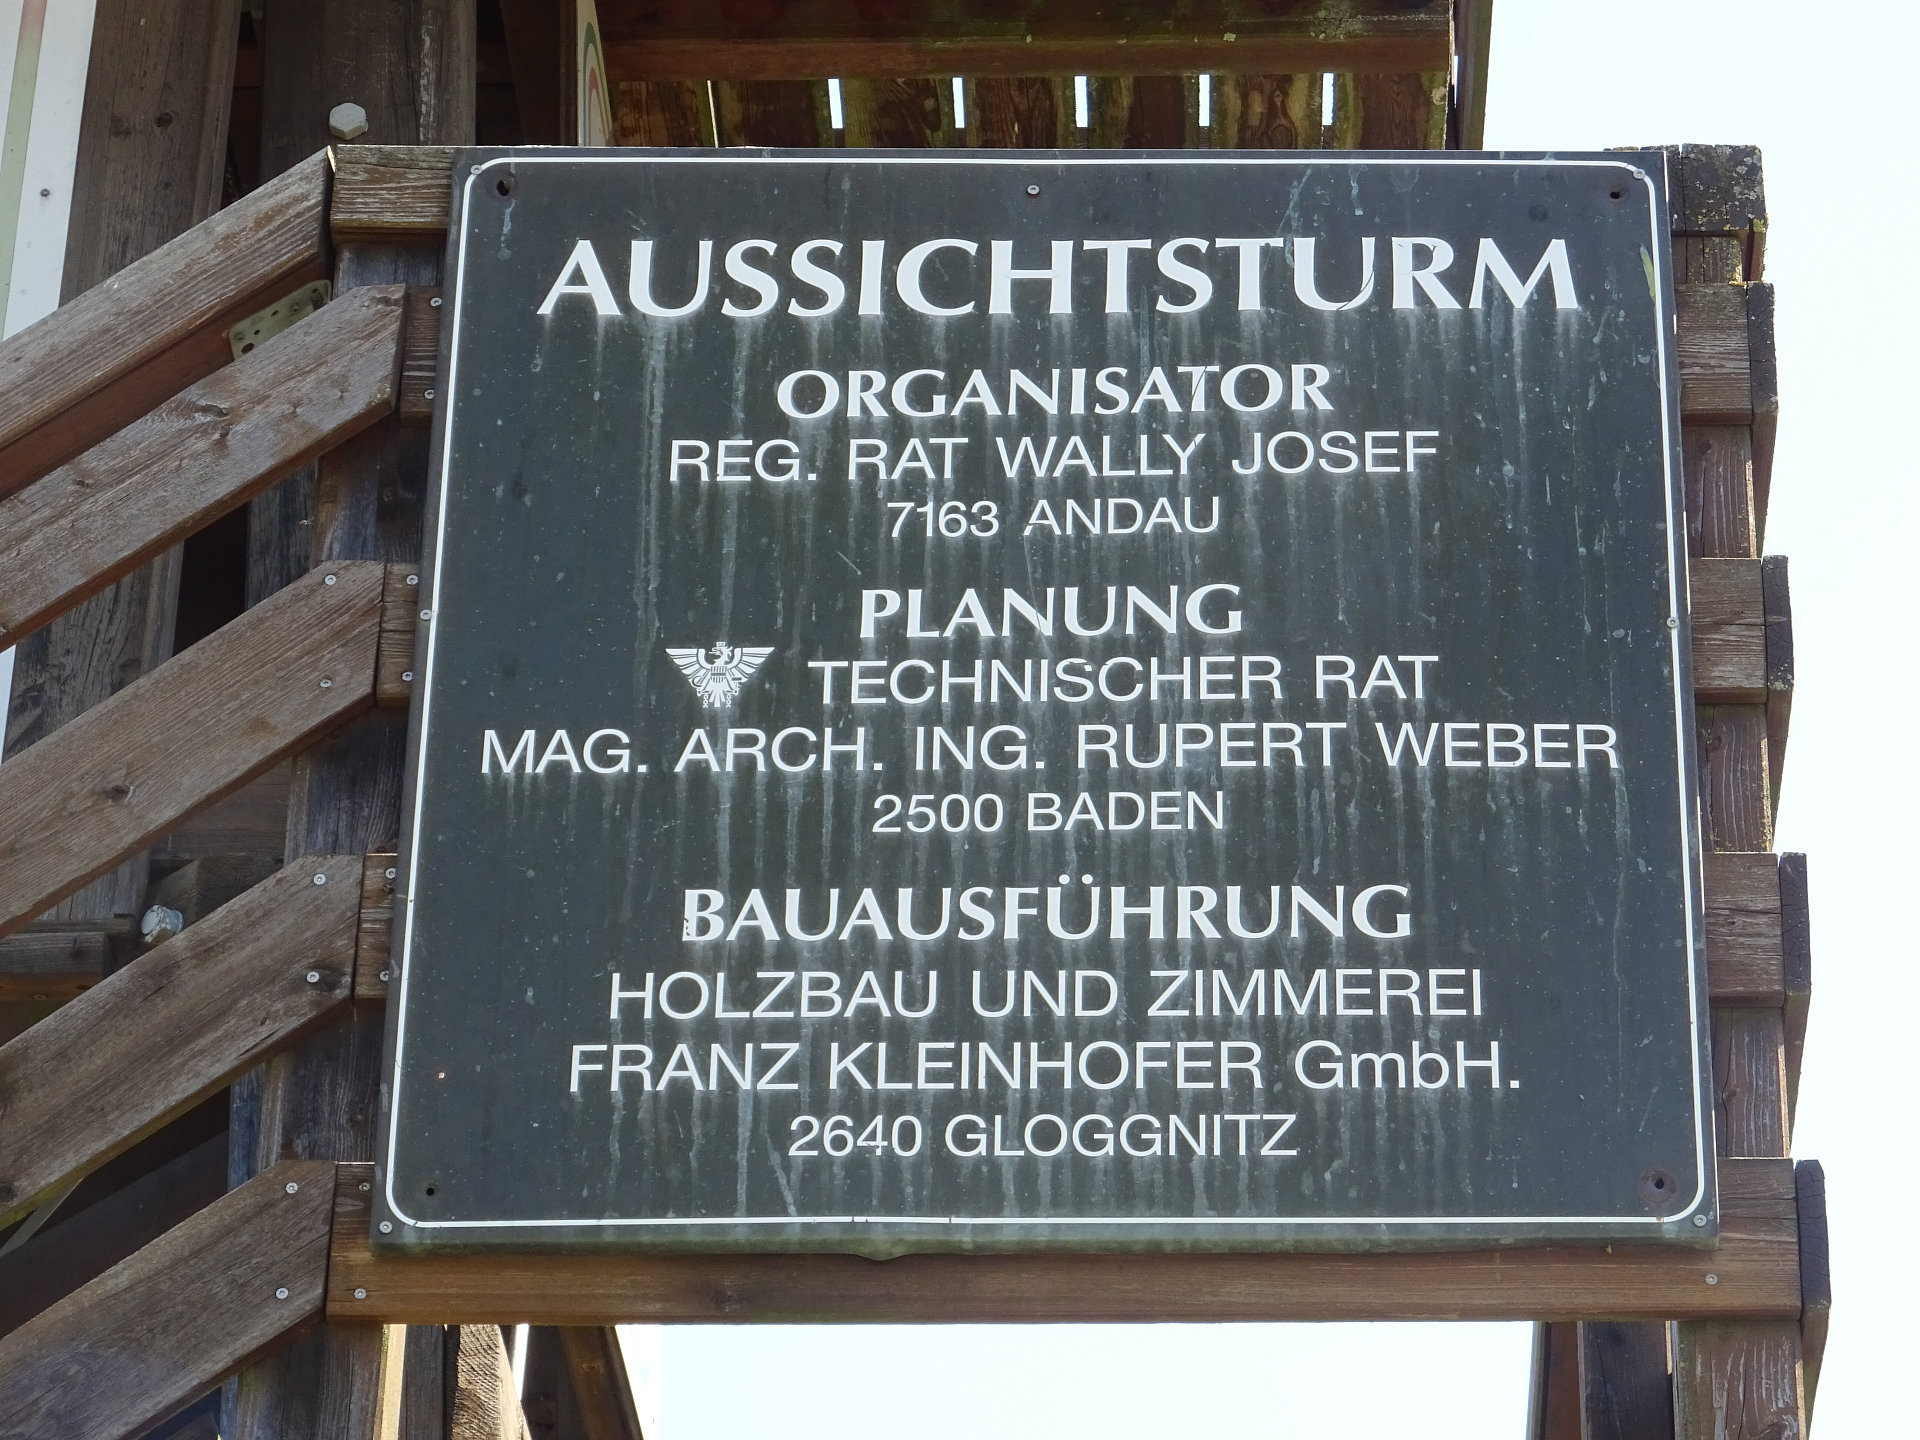 AUSSICHTSTURM
ORGANISATOR
REG. RAT WALLY JOSEF
7163 ANDAU
PLANUNG
TECHNISCHER RAT
MAG. ARCH. ING. RUPERT WEBER
2500 BADEN
BAUAUSFÜHRUNG
HOLZBAU UND ZIMMEREI
FRANZ KLEINHOFER GmbH.
2640 GLOGGNITZ